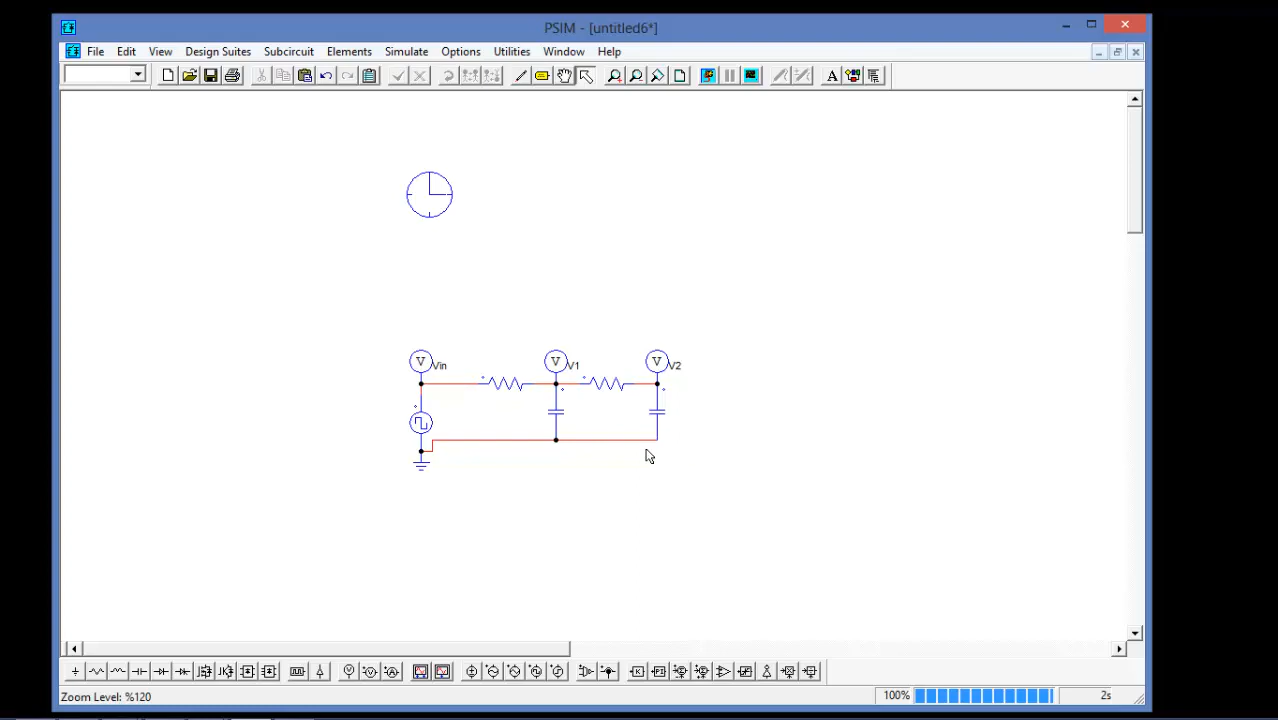 PSIM - [untitled6*]
File Edit View Design Suites Subcircuit Elements Simulate Options Utilities Window Help
A
V Vin V V1 V V2
Zoom Level: %120 100% 2s